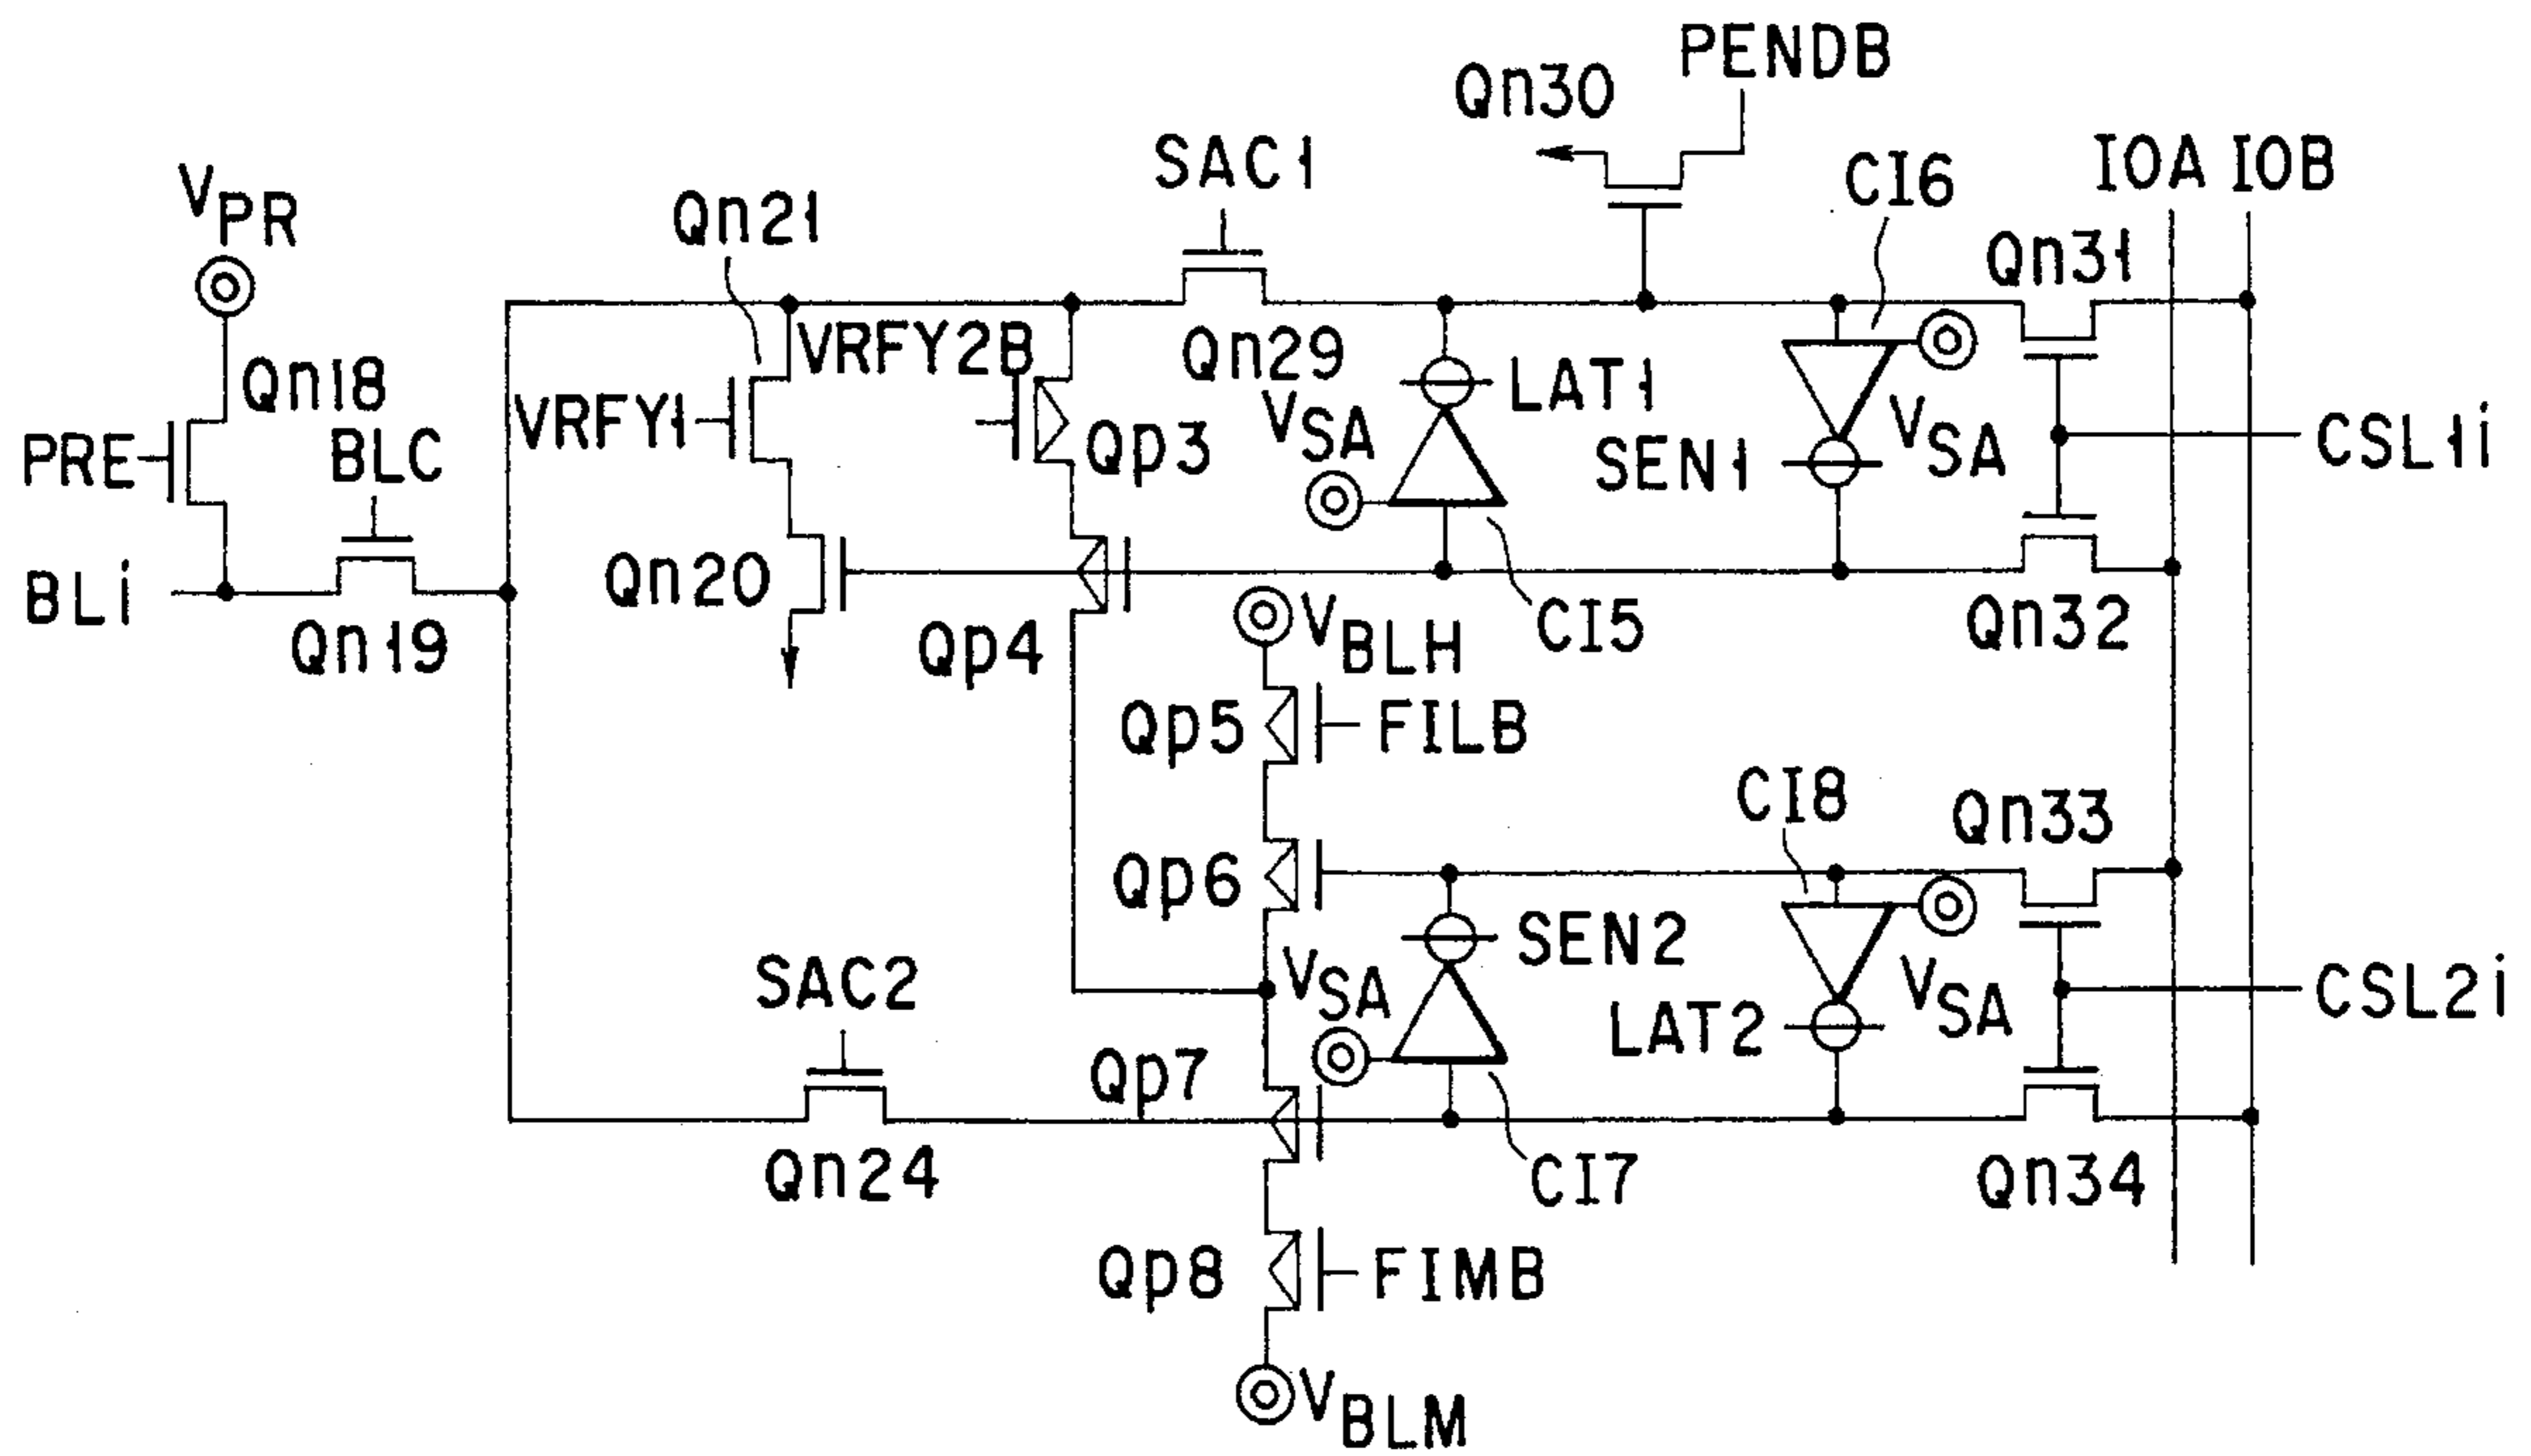 PENDB
Qn30
SAC1
IOA IOB
CI6
VPR
Qn21
Qn31
VRFY2B
Qn29
Qn18
LAT1
VSA
VRFY1
Qp3
VSA
CSL1i
PRE
BLC
SEN1
BLi
Qn20
Qn19
Qp4
VBLH
CI5
Qn32
Qp5
FILB
CI8
Qn33
Qp6
SEN2
SAC2
VSA
LAT2
VSA
CSL2i
Qp7
Qn24
CI7
Qn34
Qp8
FIMB
VBLM